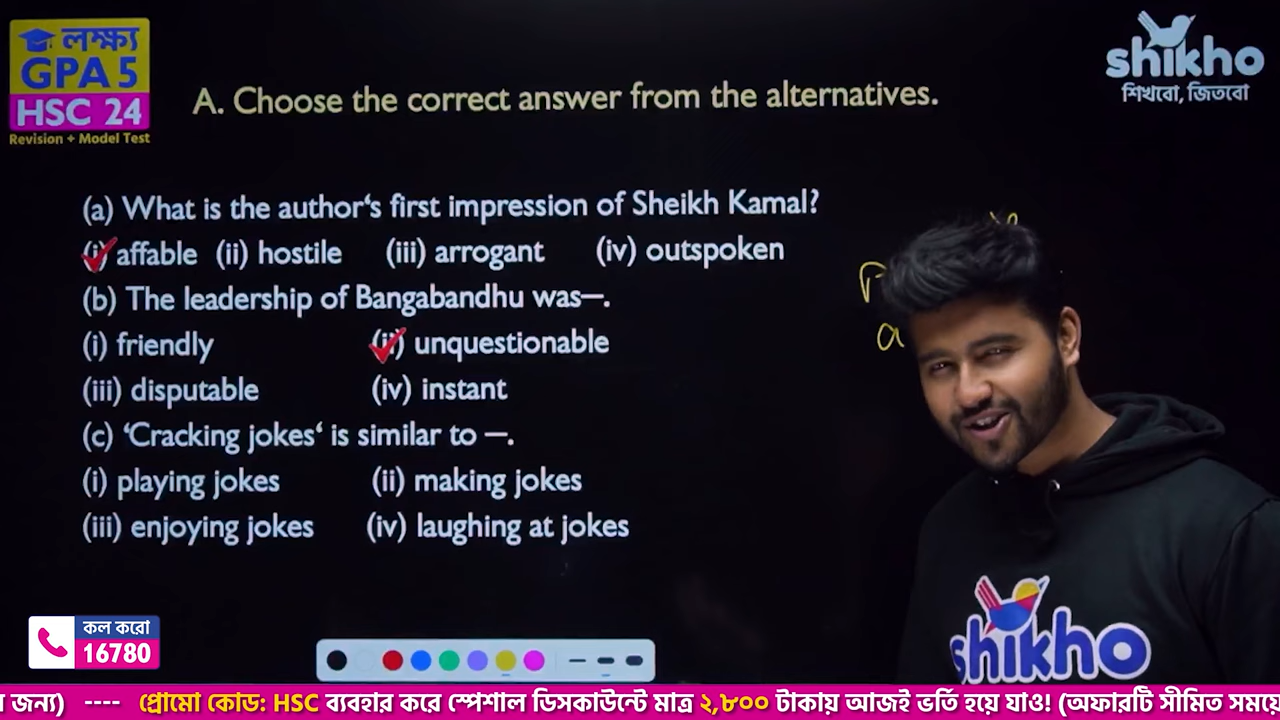 লক্ষ্য
GPA 5
HSC 24
Revision + Model Test
shikho
শিখবো, জিতবো
A. Choose the correct answer from the alternatives.
(a) What is the author‘s first impression of Sheikh Kamal?
(i) affable (ii) hostile (iii) arrogant (iv) outspoken
(b) The leadership of Bangabandhu was—.
(i) friendly (ii) unquestionable
(iii) disputable (iv) instant
(c) ‘Cracking jokes‘ is similar to —.
(i) playing jokes (ii) making jokes
(iii) enjoying jokes (iv) laughing at jokes
shikho
কল করো
16780
জন্য) ---- প্রোমো কোড: HSC ব্যবহার করে স্পেশাল ডিসকাউন্টে মাত্র ২,৮০০ টাকায় আজই ভর্তি হয়ে যাও! (অফারটি সীমিত